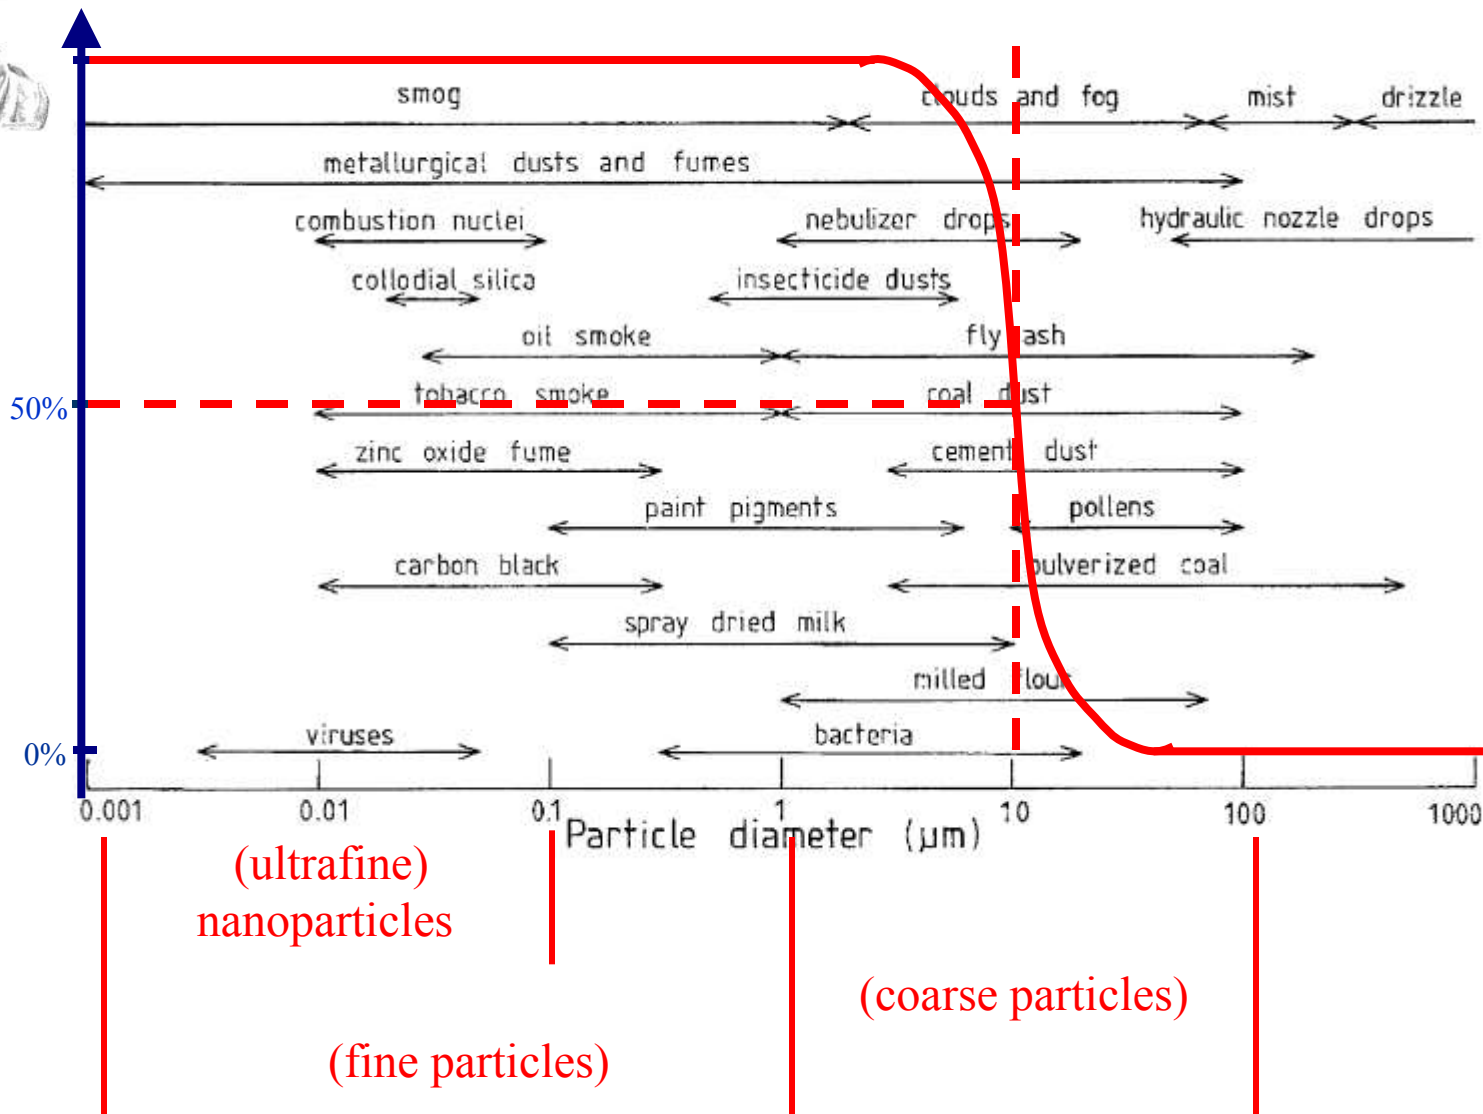 smog clouds and fog mist drizzle
metallurgical dusts and fumes
combustion nuclei nebulizer drops hydraulic nozzle drops
collodial silica insecticide dusts
oil smoke fly ash
50% tobacco smoke coal dust
zinc oxide fume cement dust
paint pigments pollens
carbon black pulverized coal
spray dried milk
milled flour
0% viruses bacteria
0.001 0.01 0.1 1 10 100 1000
Particle diameter (µm)
(ultrafine)
nanoparticles
(coarse particles)
(fine particles)